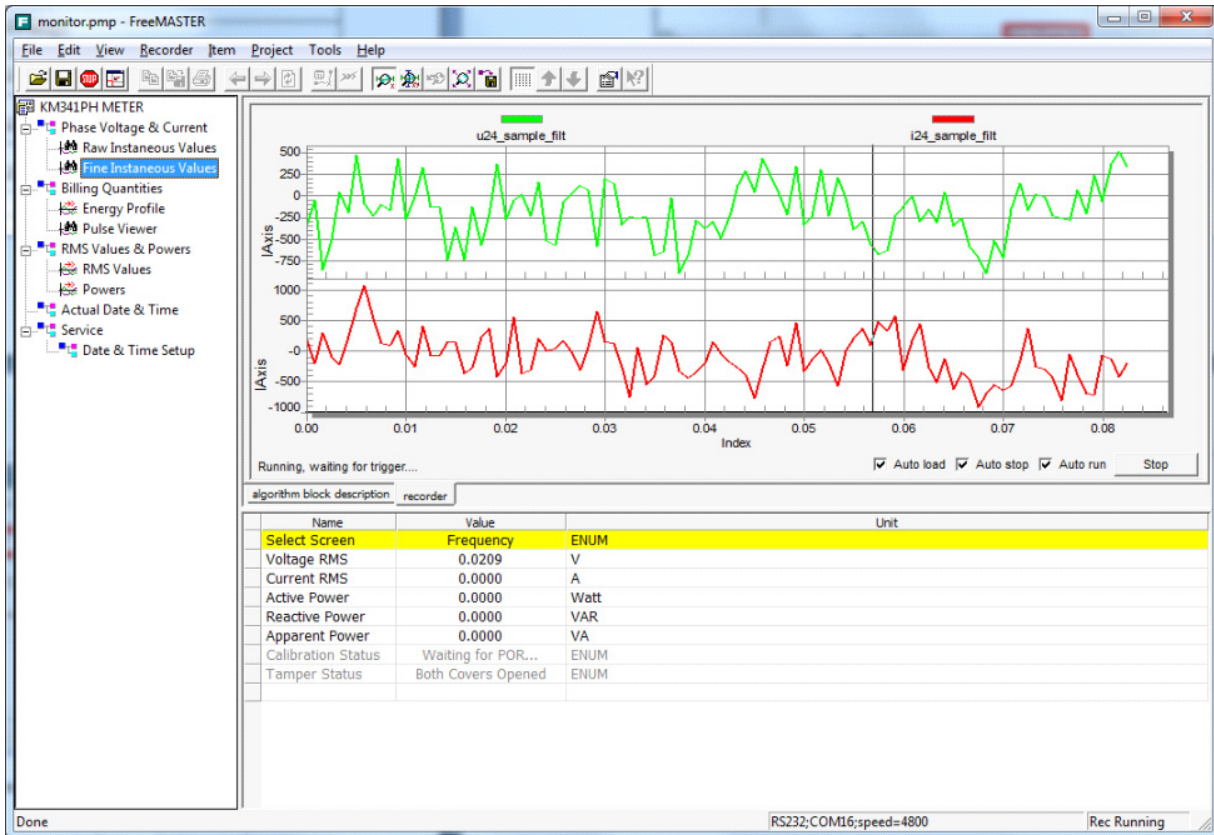 monitor.pmp - FreeMASTER
File Edit View Recorder Item Project Tools Help
KM341PH METER
Phase Voltage & Current
Raw Instaneous Values
Fine Instaneous Values
Billing Quantities
Energy Profile
Pulse Viewer
RMS Values & Powers
RMS Values
Powers
Actual Date & Time
Service
Date & Time Setup
u24_sample_filt i24_sample_filt
500
250
0
-250
-500
-750
IAxis
1000
500
-0
-500
-1000
IAxis
0.00 0.01 0.02 0.03 0.04 0.05 0.06 0.07 0.08
Index
Running, waiting for trigger....
Auto load Auto stop Auto run Stop
algorithm block description recorder
Name Value Unit
Select Screen Frequency ENUM
Voltage RMS 0.0209 V
Current RMS 0.0000 A
Active Power 0.0000 Watt
Reactive Power 0.0000 VAR
Apparent Power 0.0000 VA
Calibration Status Waiting for POR... ENUM
Tamper Status Both Covers Opened ENUM
Done RS232;COM16;speed=4800 Rec Running